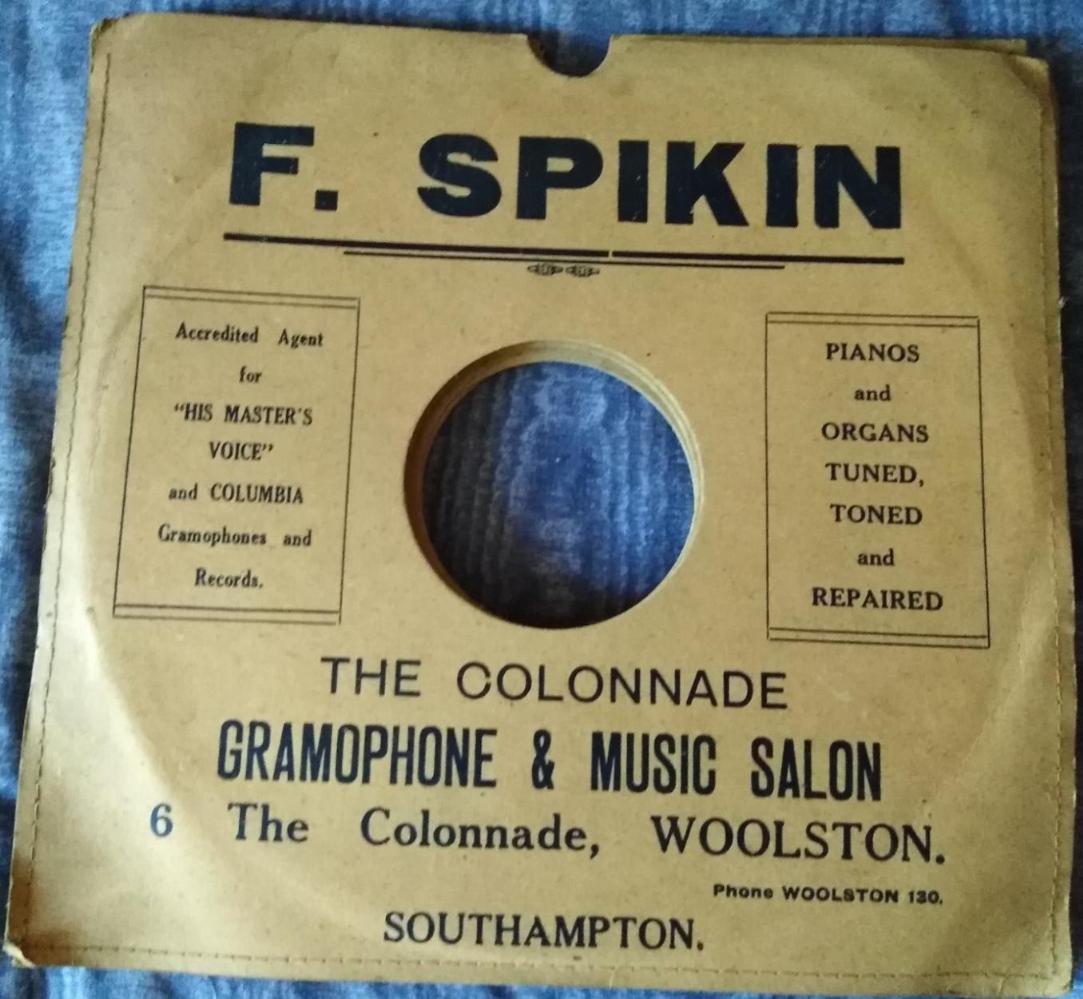 F. SPIKIN
Accredited Agent
for
"HIS MASTER'S
VOICE"
and COLUMBIA
Gramophones and
Records.
PIANOS
and
ORGANS
TUNED,
TONED
and
REPAIRED
THE COLONNADE
GRAMOPHONE & MUSIC SALON
6 The Colonnade, WOOLSTON.
Phone WOOLSTON 130.
SOUTHAMPTON.